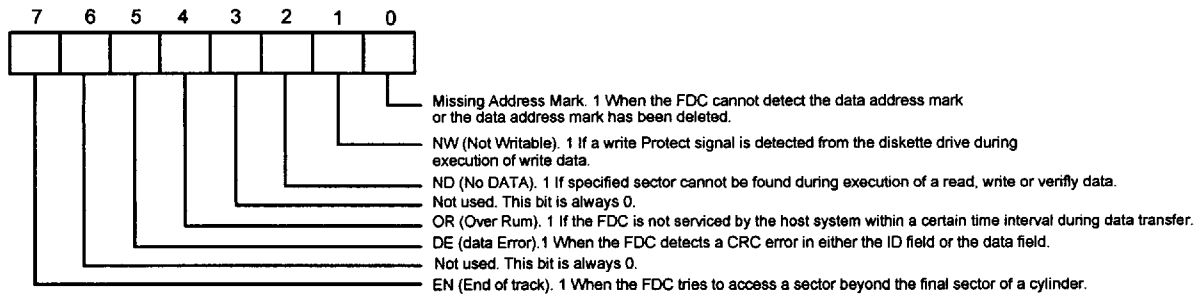 7 6 5 4 3 2 1 0
Missing Address Mark. 1 When the FDC cannot detect the data address mark
or the data address mark has been deleted.
NW (Not Writable). 1 If a write Protect signal is detected from the diskette drive during
execution of write data.
ND (No DATA). 1 If specified sector cannot be found during execution of a read, write or verifly data.
Not used. This bit is always 0.
OR (Over Rum). 1 If the FDC is not serviced by the host system within a certain time interval during data transfer.
DE (data Error).1 When the FDC detects a CRC error in either the ID field or the data field.
Not used. This bit is always 0.
EN (End of track). 1 When the FDC tries to access a sector beyond the final sector of a cylinder.